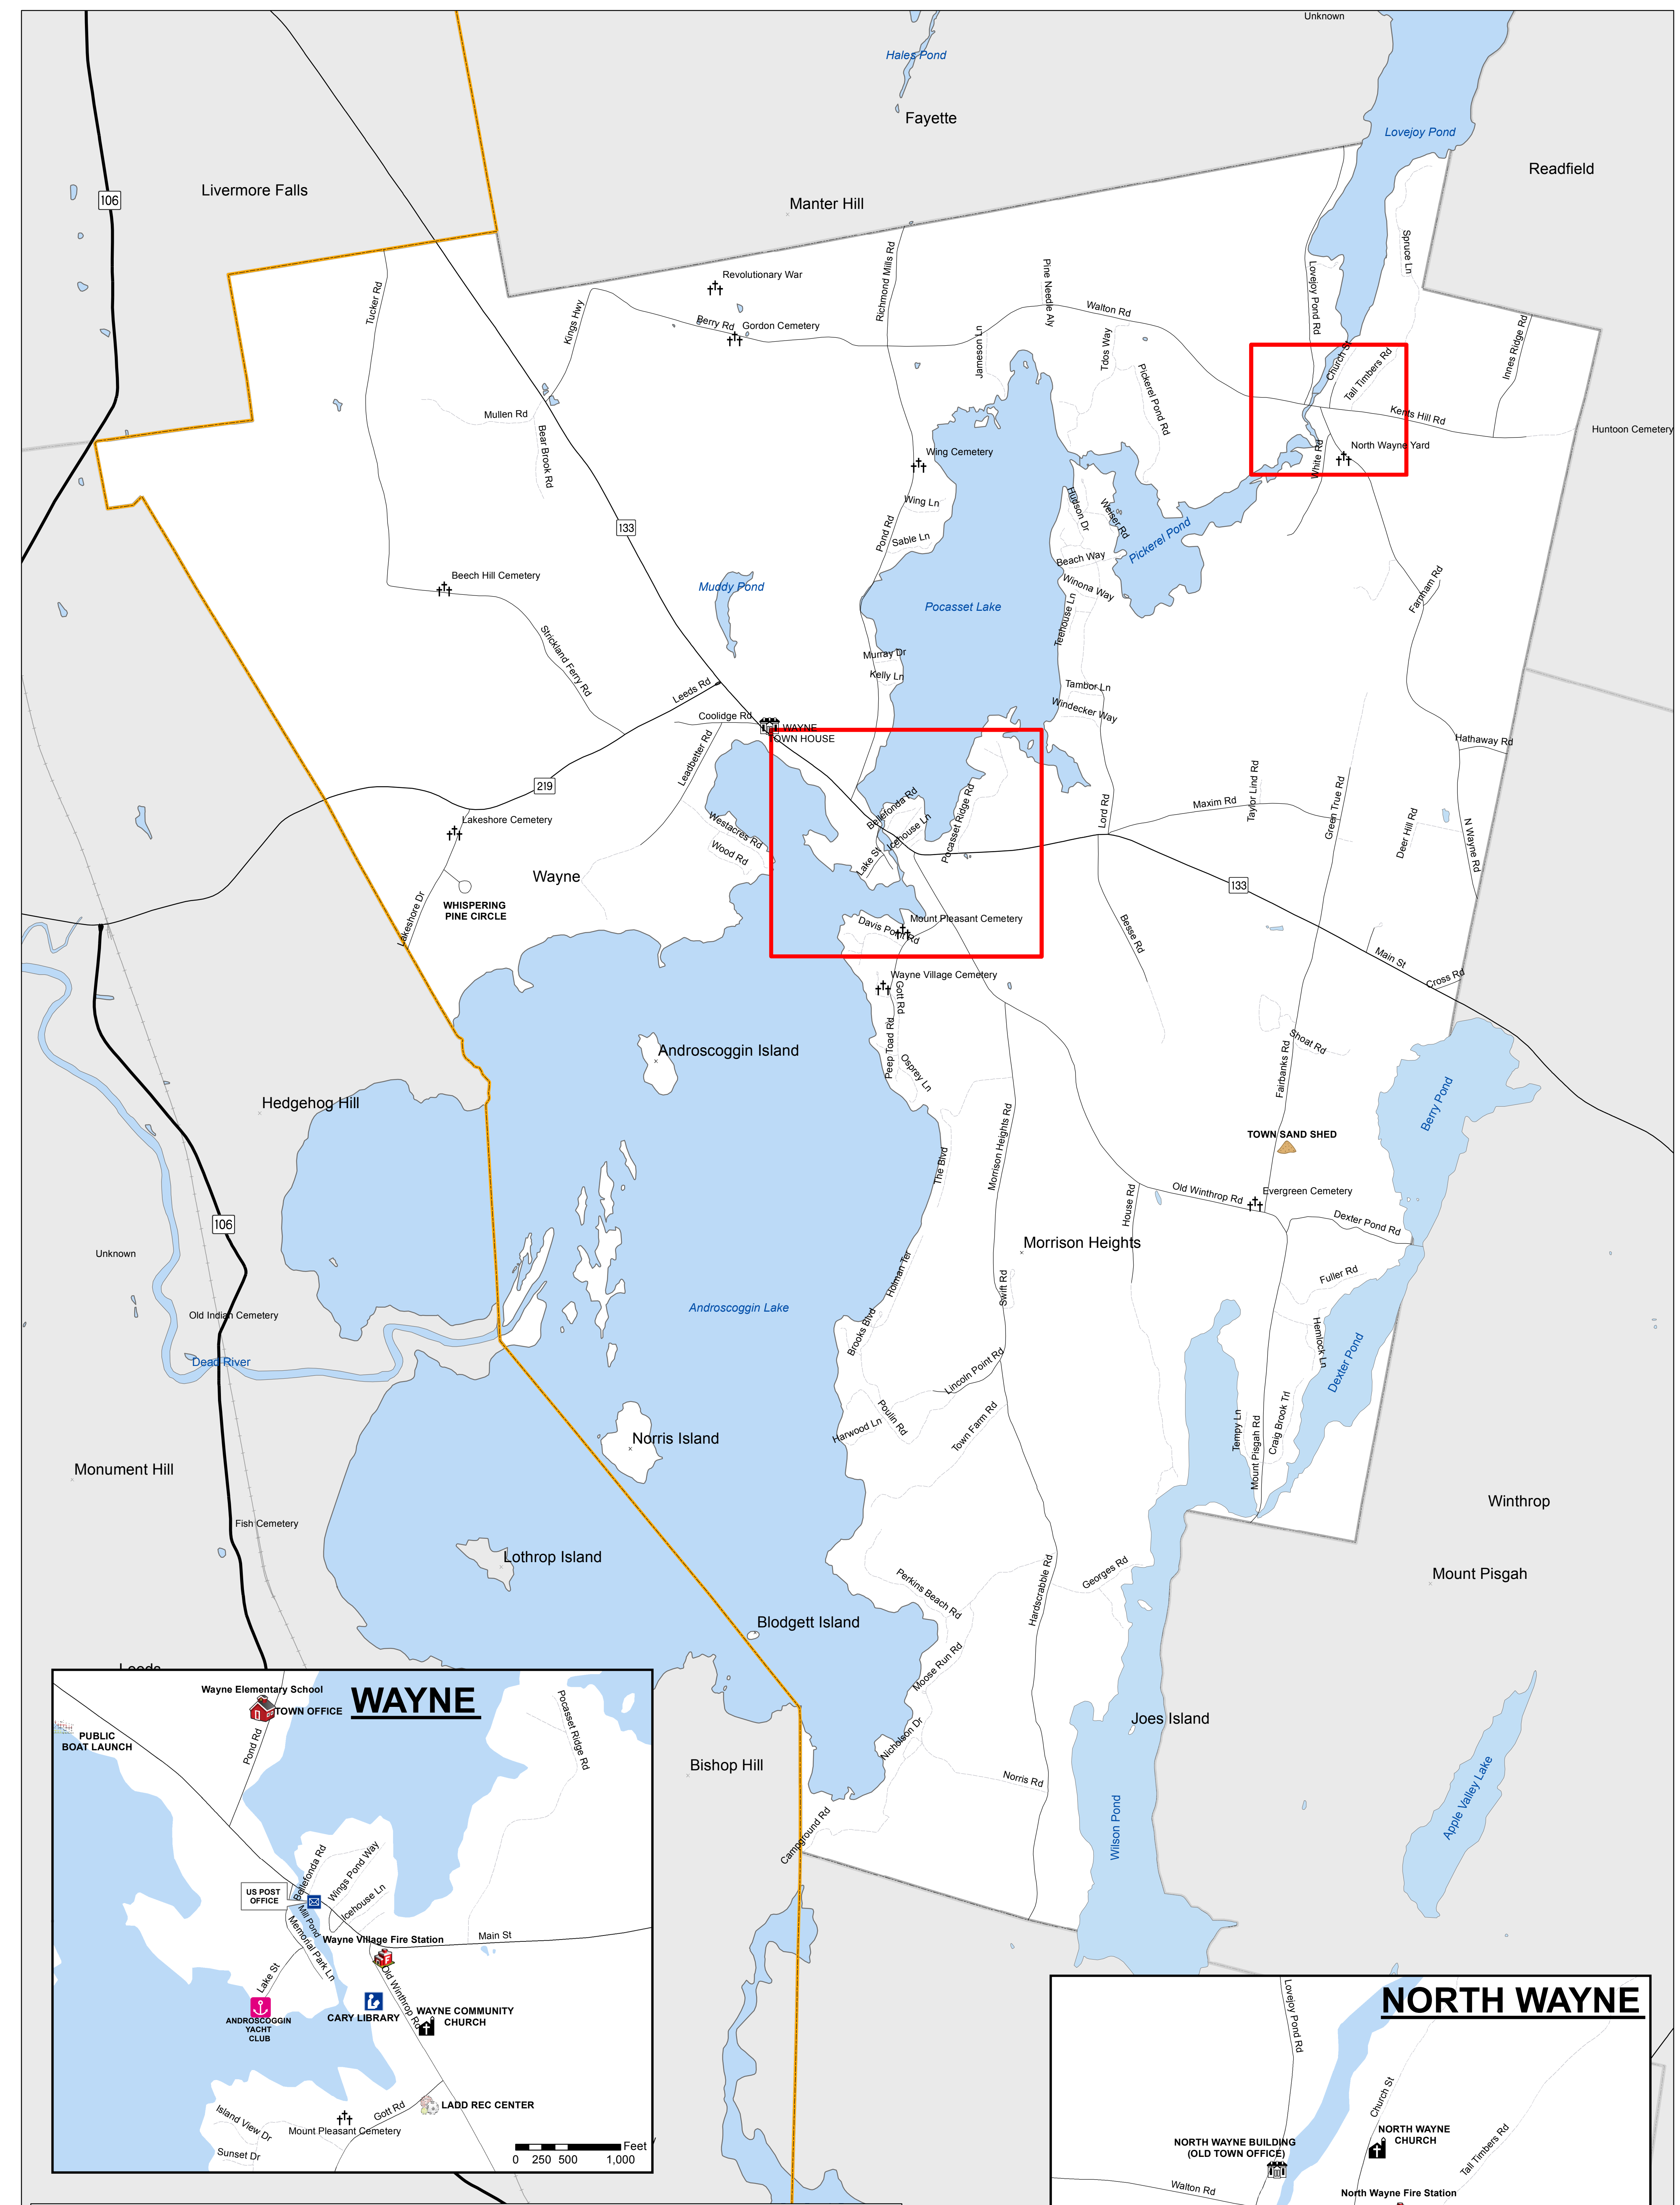 Unknown
Hales Pond
Fayette
Lovejoy Pond
Readfield
Livermore Falls
106
Manter Hill
Revolutionary War
Richmond Mills Rd
Pine Needle Aly
Spruce Ln
Lovejoy Pond Rd
Tucker Rd
Kings Hwy
Berry Rd
Gordon Cemetery
Walton Rd
Jameson Ln
Tdos Way
Church St
Tall Timbers Rd
Innes Ridge Rd
Pickerel Pond Rd
Mullen Rd
Bear Brook Rd
Kents Hill Rd
Huntoon Cemetery
Wing Cemetery
North Wayne Yard
White Rd
133
Wing Ln
Pond Rd
Sable Ln
Hudson Dr
Weiser Rd
Pickerel Pond
Beach Way
Winona Way
Beech Hill Cemetery
Muddy Pond
Pocasset Lake
Teehouse Ln
Farnham Rd
Strickland Ferry Rd
Murray Dr
Kelly Ln
Leeds Rd
Tambor Ln
Windecker Way
Coolidge Rd
WAYNE
TOWN HOUSE
Leadbetter Rd
Hathaway Rd
219
Bellefonda Rd
Icehouse Ln
Pocasset Ridge Rd
Lake St
Lord Rd
Maxim Rd
Taylor Lind Rd
Green True Rd
Deer Hill Rd
N Wayne Rd
Lakeshore Cemetery
Westacres Rd
Wood Rd
Wayne
133
WHISPERING
PINE CIRCLE
Lakeshore Dr
Mount Pleasant Cemetery
Davis Point Rd
Besse Rd
Main St
Cross Rd
Wayne Village Cemetery
Gott Rd
Peep Toad Rd
Osprey Ln
Androscoggin Island
Shoat Rd
Fairbanks Rd
Berry Pond
Hedgehog Hill
Morrison Heights Rd
The Blvd
TOWN SAND SHED
Old Winthrop Rd
Evergreen Cemetery
Dexter Pond Rd
106
House Rd
Unknown
Morrison Heights
Holman Ter
Swift Rd
Fuller Rd
Old Indian Cemetery
Androscoggin Lake
Brooks Blvd
Hemlock Ln
Dexter Pond
Dead River
Lincoln Point Rd
Poulin Rd
Harwood Ln
Town Farm Rd
Tempy Ln
Mount Pisgah Rd
Craig Brook Trl
Norris Island
Monument Hill
Winthrop
Fish Cemetery
Lothrop Island
Perkins Beach Rd
Hardscrabble Rd
Georges Rd
Mount Pisgah
Blodgett Island
Moose Run Rd
Leeds
Joes Island
Nicholson Dr
Bishop Hill
Norris Rd
Campground Rd
Wilson Pond
Apple Valley Lake
WAYNE
Wayne Elementary School
TOWN OFFICE
PUBLIC
BOAT LAUNCH
Pond Rd
Pocasset Ridge Rd
Bellefonda Rd
Wings Pond Way
US POST
OFFICE
Icehouse Ln
Mill Pond
Memorial Park Ln
Wayne Village Fire Station
Main St
Lake St
Old Winthrop Rd
ANDROSCOGGIN
YACHT
CLUB
CARY LIBRARY
WAYNE COMMUNITY
CHURCH
Gott Rd
LADD REC CENTER
Island View Dr
Mount Pleasant Cemetery
Sunset Dr
Feet
0 250 500 1,000
NORTH WAYNE
Lovejoy Pond Rd
Church St
NORTH WAYNE
CHURCH
NORTH WAYNE BUILDING
(OLD TOWN OFFICE)
Tall Timbers Rd
Walton Rd
North Wayne Fire Station